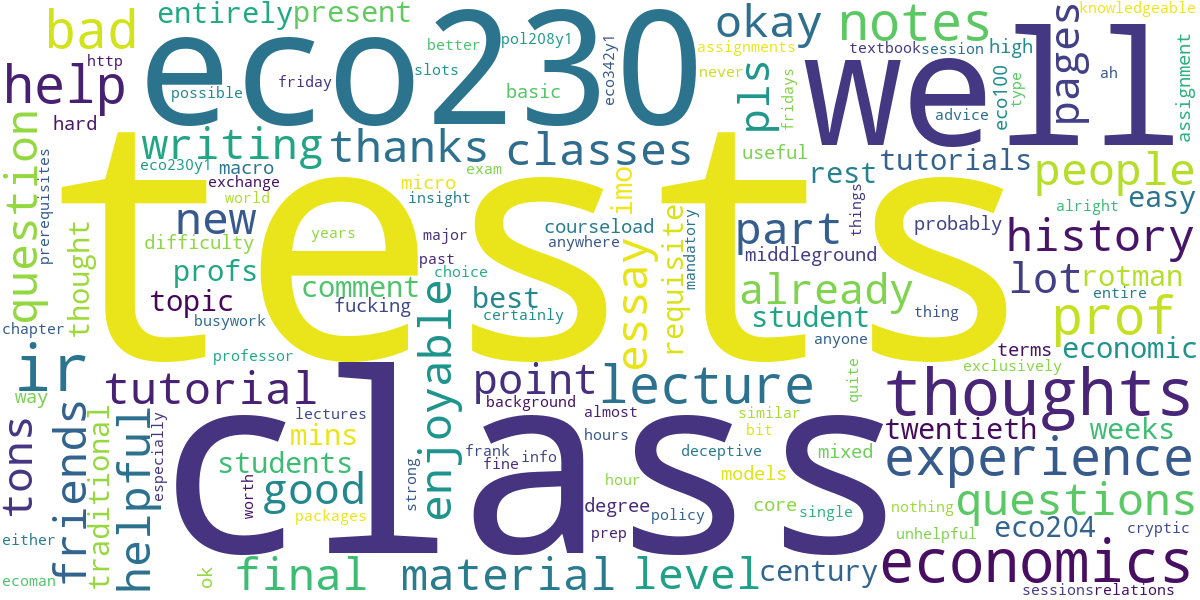 bad
entirely
present
http
help
hard
eco230
possible
friday
better
slots
pol208y1
basic
eco342y1
okay
assignments
never
pls
fridays
notes
well
textbook
session
high
advice
eco100
type
pages
ah
knowledgeable
assignment
question
prerequisites
thought
writing
eco230y1
macro
exchange
world
new
difficulty
profs
topic
busywork
thanks
classes
exam
micro
insight
years
major
past
choice
comment
fucking
tests
courseload
anywhere
best
certainly
imo
essay
requisite
mandatory
useful
rest
tutorials
part
things
probably
middleground
already
student
thing
anyone
people
easy
alright
history
lot
rotman
entire
prof
terms
economic
exclusively
chapter
ir
way
professor
tutorial
tons
friends
traditional
helpful
especially
either
ecoman
ok
enjoyable
point
background
lecture
almost
lectures
mins
students
worth
good
packages
strong
frank
fine
info
hours
hour
class
similar
bit
deceptive
models
mixed
quite
degree
policy
prep
core
single
thoughts
twentieth
weeks
experience
questions
nothing
unhelpful
eco204
cryptic
final
material
level
century
economics
sessions
relations